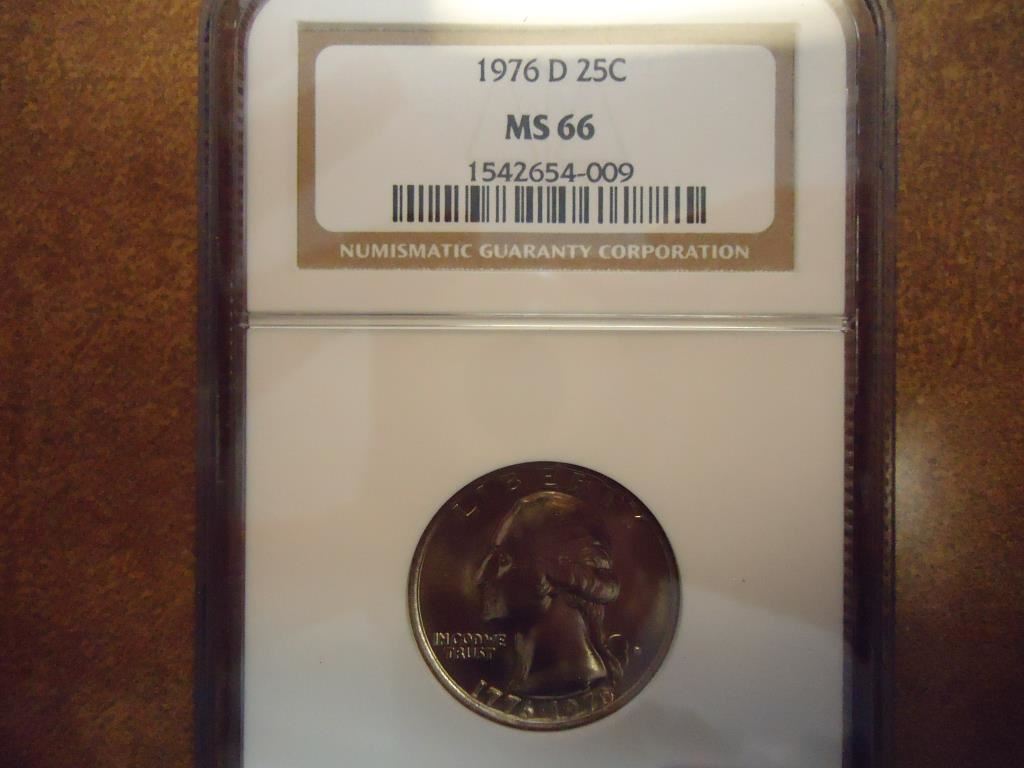 1976 D 25C
MS 66
1542654-009
NUMISMATIC GUARANTY CORPORATION
LIBERTY
IN GOD WE
TRUST
1776-1976